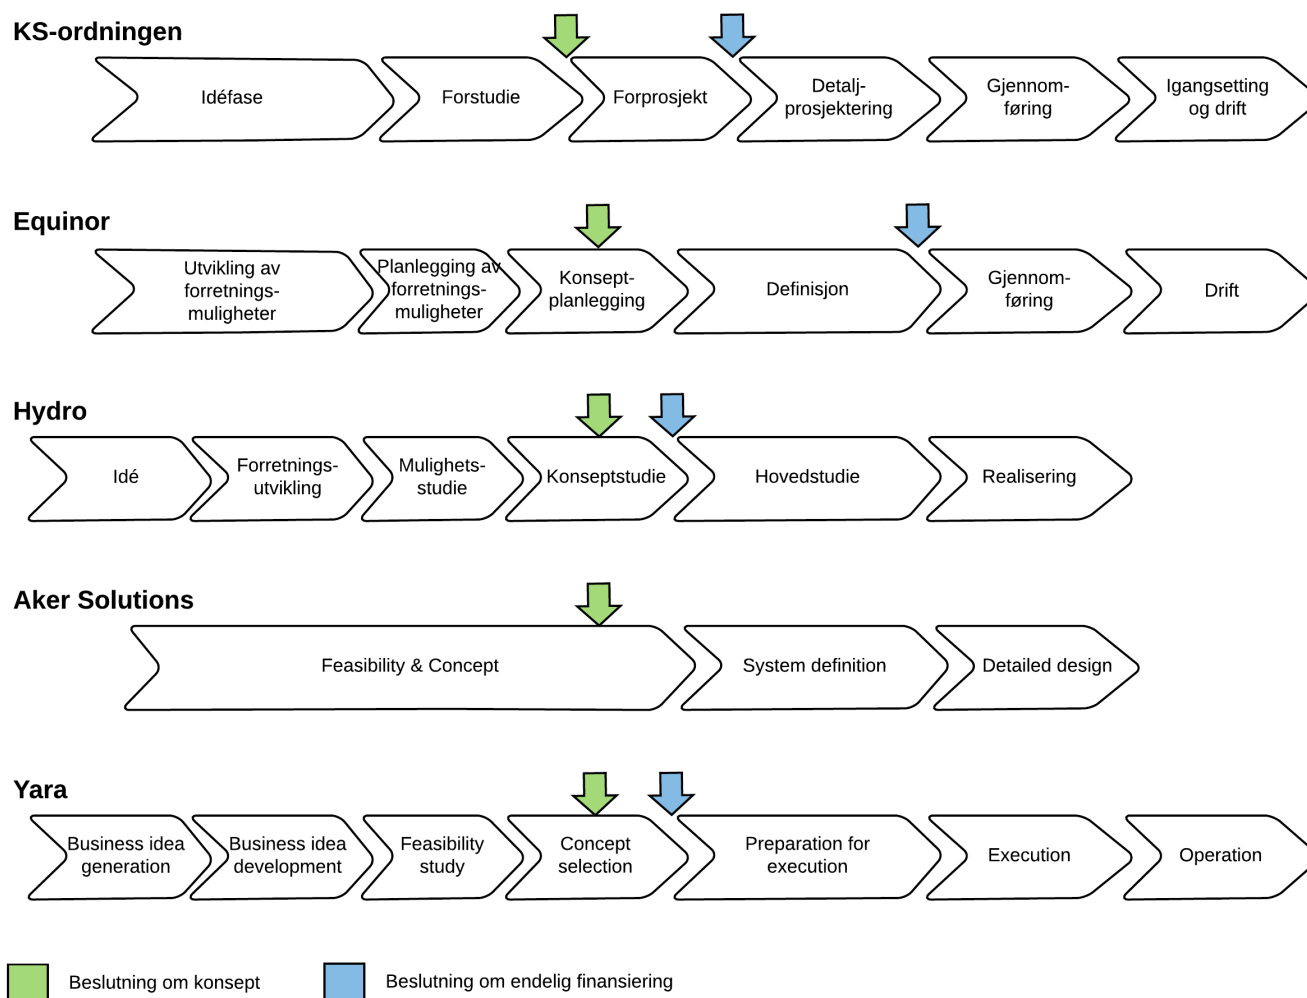 KS-ordningen
Idéfase
Forstudie
Forprosjekt
Detalj-
prosjektering
Gjennom-
føring
Igangsetting
og drift
Equinor
Utvikling av
forretnings-
muligheter
Planlegging av
forretnings-
muligheter
Konsept-
planlegging
Definisjon
Gjennom-
føring
Drift
Hydro
Idé
Forretnings-
utvikling
Mulighets-
studie
Konseptstudie
Hovedstudie
Realisering
Aker Solutions
Feasibility & Concept
System definition
Detailed design
Yara
Business idea
generation
Business idea
development
Feasibility
study
Concept
selection
Preparation for
execution
Execution
Operation
Beslutning om konsept
Beslutning om endelig finansiering